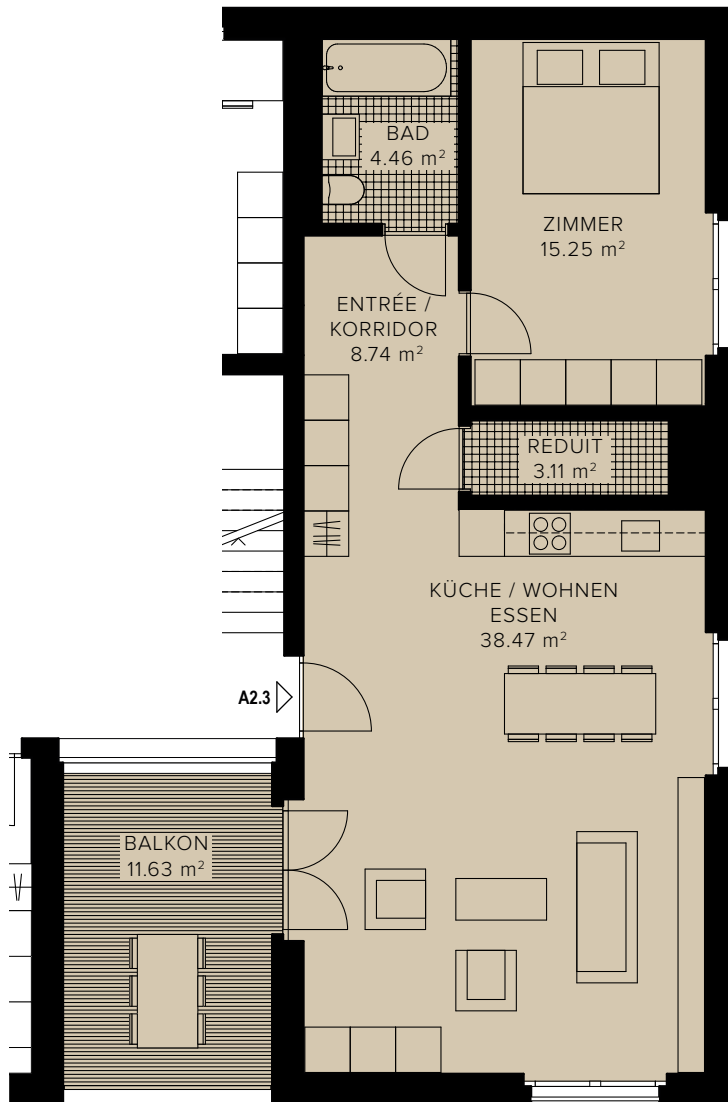 BAD
4.46 m²
ZIMMER
15.25 m²
ENTRÉE /
KORRIDOR
8.74 m²
REDUIT
3.11 m²
KÜCHE / WOHNEN
ESSEN
38.47 m²
A2.3
BALKON
11.63 m²